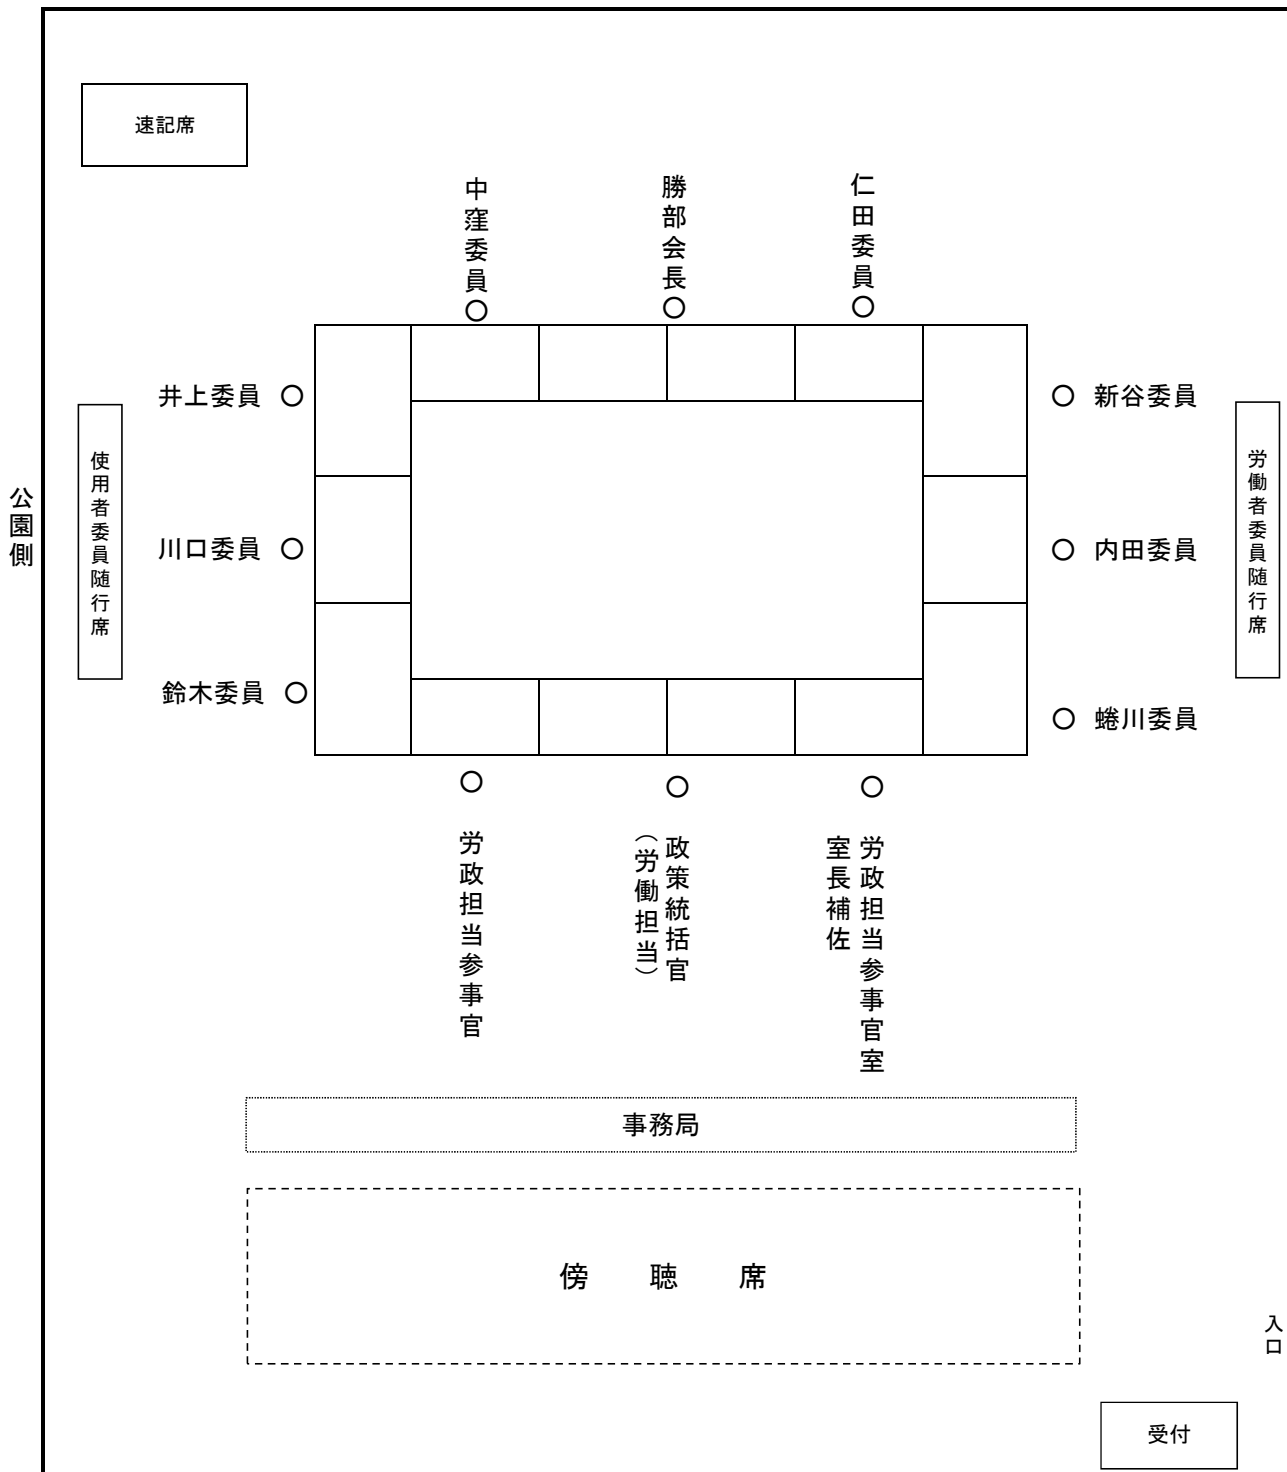 速記席
中窪委員
勝部会長
仁田委員
井上委員
新谷委員
公園側
使用者委員随行席
川口委員
内田委員
労働者委員随行席
鈴木委員
蜷川委員
労政担当参事官
政策統括官
（労働担当）
労政担当参事官室
室長補佐
事務局
傍　聴　席
入口
受付